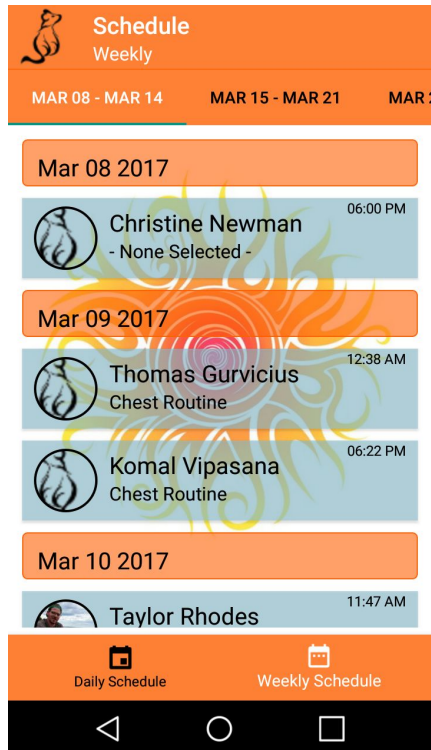 Schedule
Weekly
MAR 08 - MAR 14 MAR 15 - MAR 21 MAR
Mar 08 2017
06:00 PM
Christine Newman
- None Selected -
Mar 09 2017
12:38 AM
Thomas Gurvicius
Chest Routine
06:22 PM
Komal Vipasana
Chest Routine
Mar 10 2017
11:47 AM
Taylor Rhodes
Daily Schedule Weekly Schedule